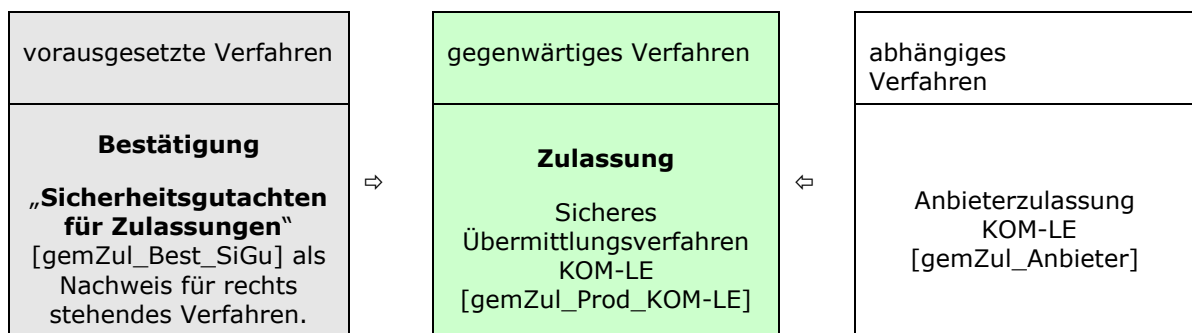 vorausgesetzte Verfahren
Bestätigung
„Sicherheitsgutachten
für Zulassungen“
[gemZul_Best_SiGu] als
Nachweis für rechts
stehendes Verfahren.
⇨
gegenwärtiges Verfahren
Zulassung
Sicheres
Übermittlungsverfahren
KOM-LE
[gemZul_Prod_KOM-LE]
⇦
abhängiges
Verfahren
Anbieterzulassung
KOM-LE
[gemZul_Anbieter]